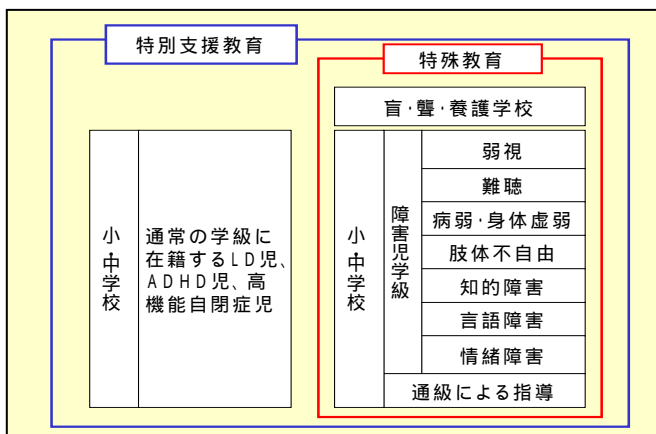 特別支援教育
特殊教育
盲・聾・養護学校
小・中学校
通常の学級に
在籍するLD児、
ADHD児、高
機能自閉症児
小・中学校
障害児学級
弱視
難聴
病弱・身体虚弱
肢体不自由
知的障害
言語障害
情緒障害
通級による指導